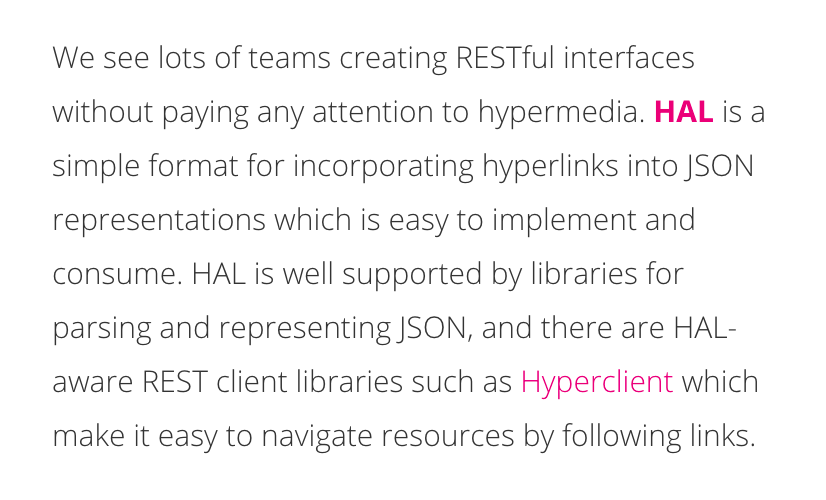 We see lots of teams creating RESTful interfaces
without paying any attention to hypermedia. HAL is a
simple format for incorporating hyperlinks into JSON
representations which is easy to implement and
consume. HAL is well supported by libraries for
parsing and representing JSON, and there are HAL-
aware REST client libraries such as Hyperclient which
make it easy to navigate resources by following links.